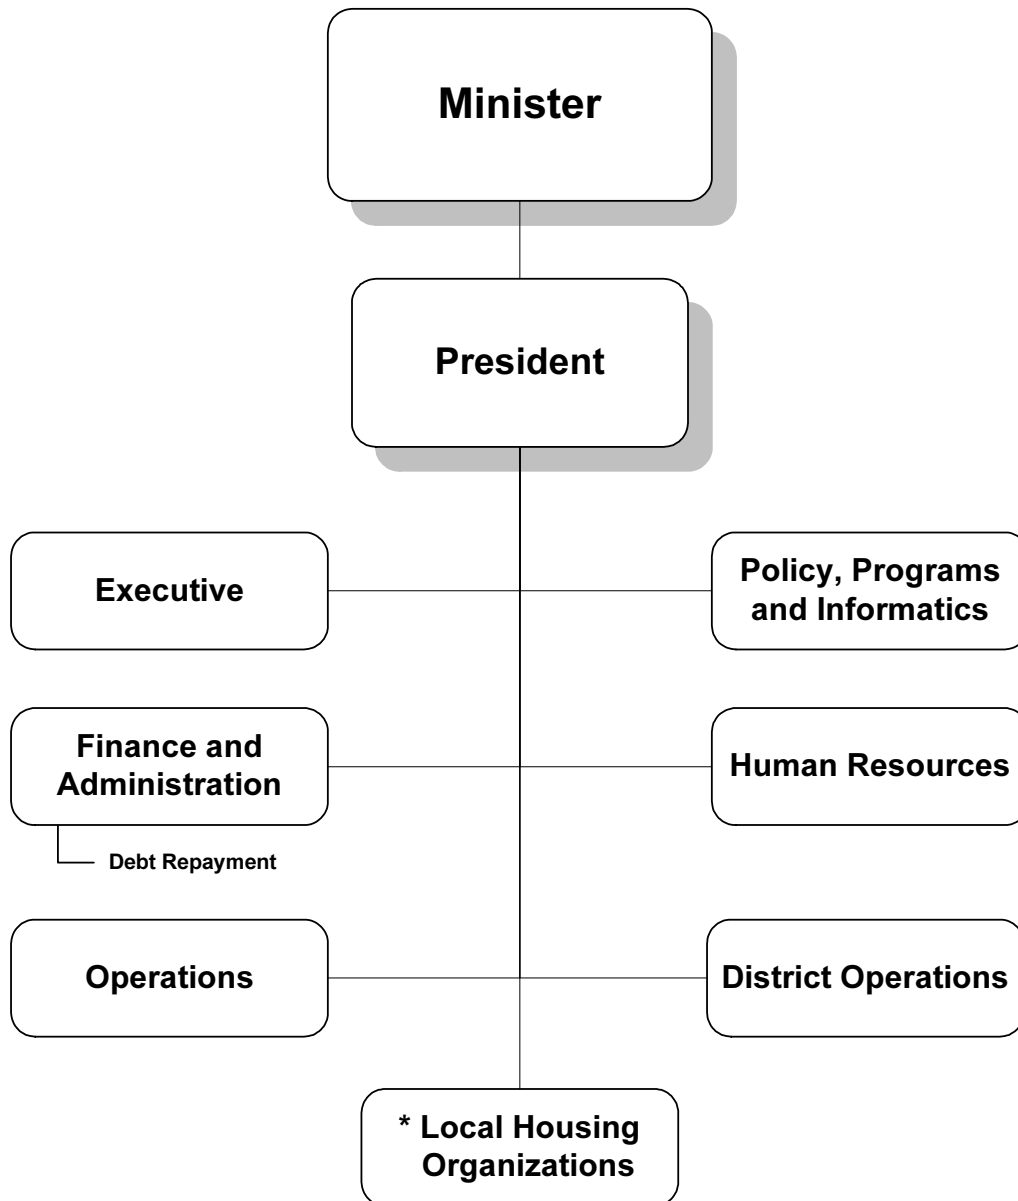 Minister
President
Executive
Policy, Programs
and Informatics
Finance and
Administration
Human Resources
Debt Repayment
Operations
District Operations
* Local Housing
Organizations